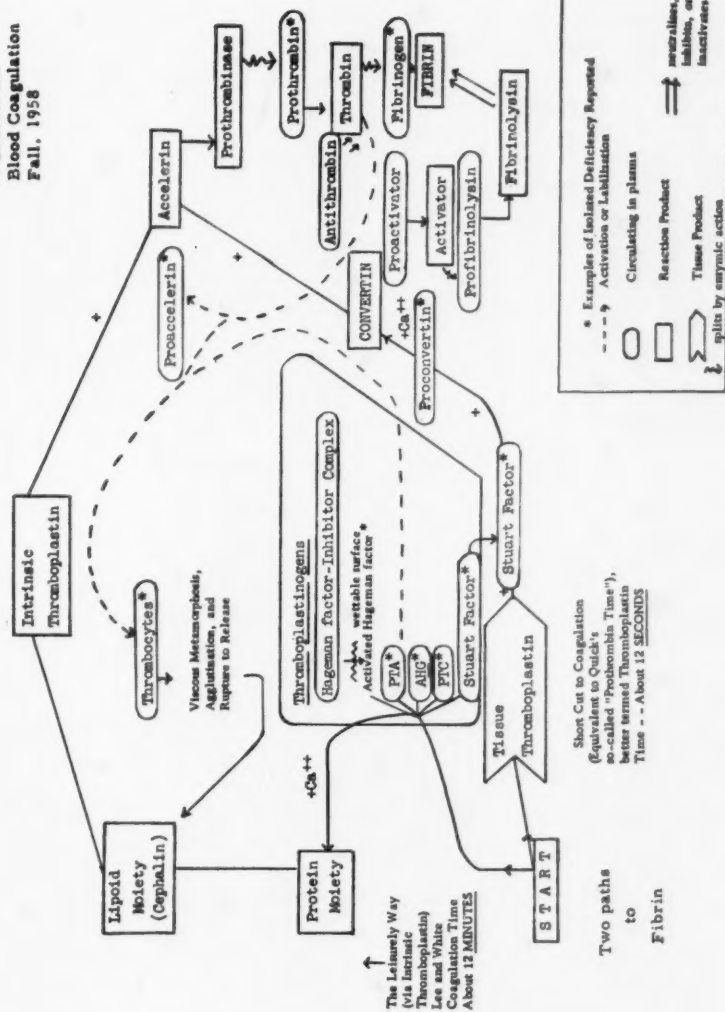 Blood Coagulation
Fall, 1958
Intrinsic
Thromboplastin
+
Accelerin
Prothrombinase
Prothrombin*
Thrombin
Antithrombin
Fibrinogen*
FIBRIN
Proaccelerin*
+
Thrombocytes*
Viscous Metamorphosis,
Agglutination, and
Rupture to Release
Lipoid
Moiety
(Cephalin)
Protein
Moiety
+Ca++
Thromboplastinogens
Hageman factor-Inhibitor Complex
wettable surface
Activated Hageman factor*
PTA*
AHG*
PTC*
Stuart Factor*
CONVERTIN
+Ca++
Proconvertin*
+
Stuart Factor*
+
Proactivator
Activator
Profibrinolysin
Fibrinolysin
The Leisurely Way
(via Intrinsic
Thromboplastin)
Lee and White
Coagulation Time
About 12 MINUTES
START
Tissue
Thromboplastin
Two paths
to
Fibrin
Short Cut to Coagulation
(Equivalent to Quick's
so-called "Prothrombin Time"),
better termed Thromboplastin
Time - - About 12 SECONDS
* Examples of Isolated Deficiency Reported
Activation or Labilization
Circulating in plasma
Reaction Product
Tissue Product
splits by enzymic action
neutralizes,
inhibits, or
inactivates